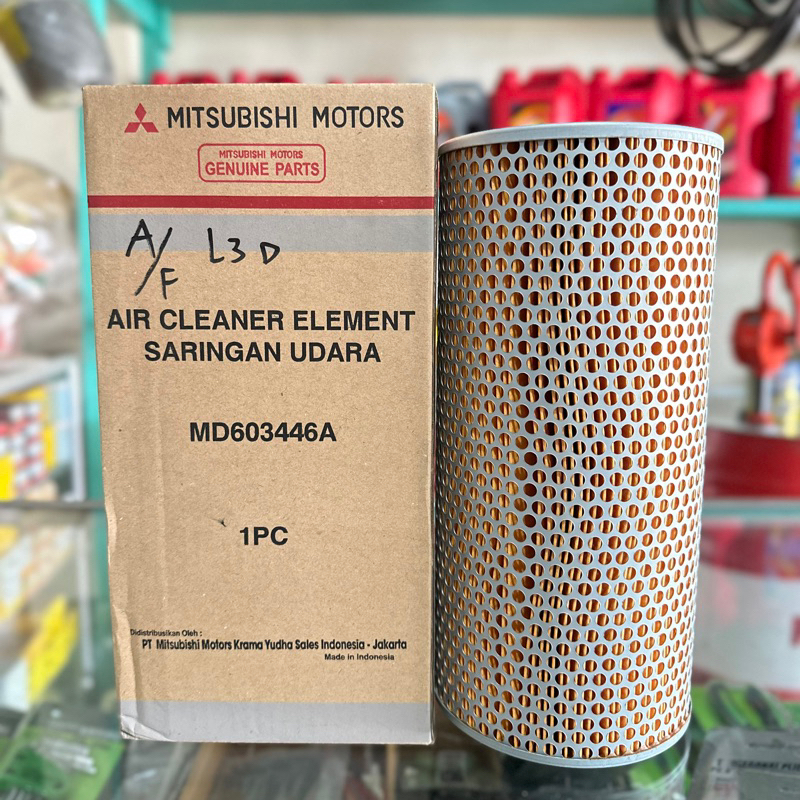 MITSUBISHI MOTORS
MITSUBISHI MOTORS
GENUINE PARTS
A/F L3D
AIR CLEANER ELEMENT
SARINGAN UDARA
MD603446A
1PC
Didistribusikan Oleh :
PT Mitsubishi Motors Krama Yudha Sales Indonesia - Jakarta
Made in Indonesia